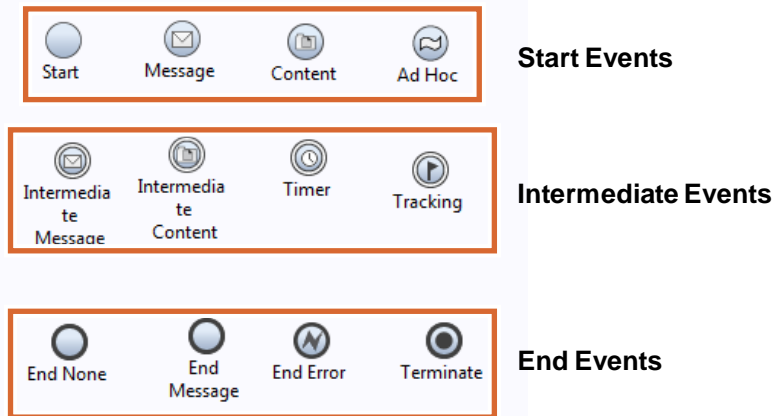 Start
Message
Content
Ad Hoc
Start Events
Intermedia
te
Message
Intermedia
te
Content
Timer
Tracking
Intermediate Events
End None
End
Message
End Error
Terminate
End Events